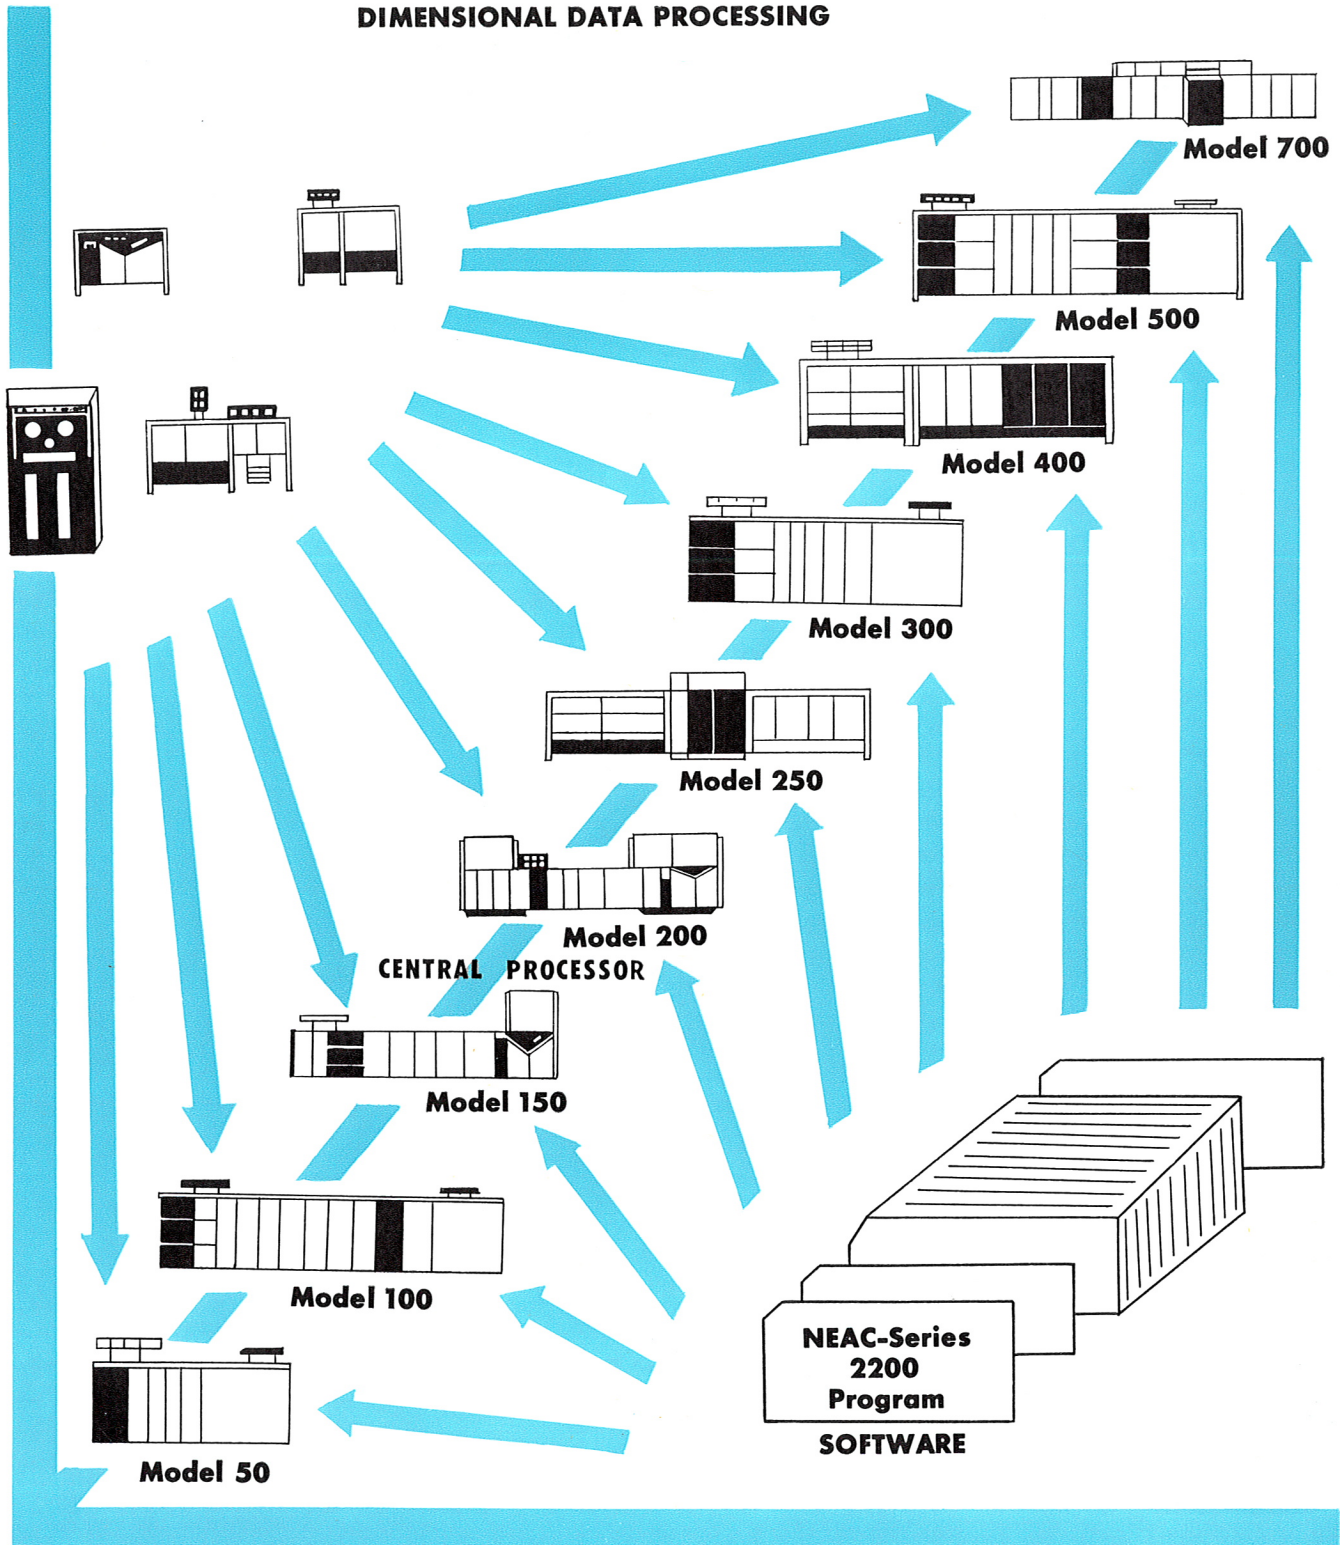 DIMENSIONAL DATA PROCESSING
Model 700
Model 500
Model 400
Model 300
Model 250
Model 200
CENTRAL PROCESSOR
Model 150
Model 100
NEAC-Series
2200
Program
SOFTWARE
Model 50